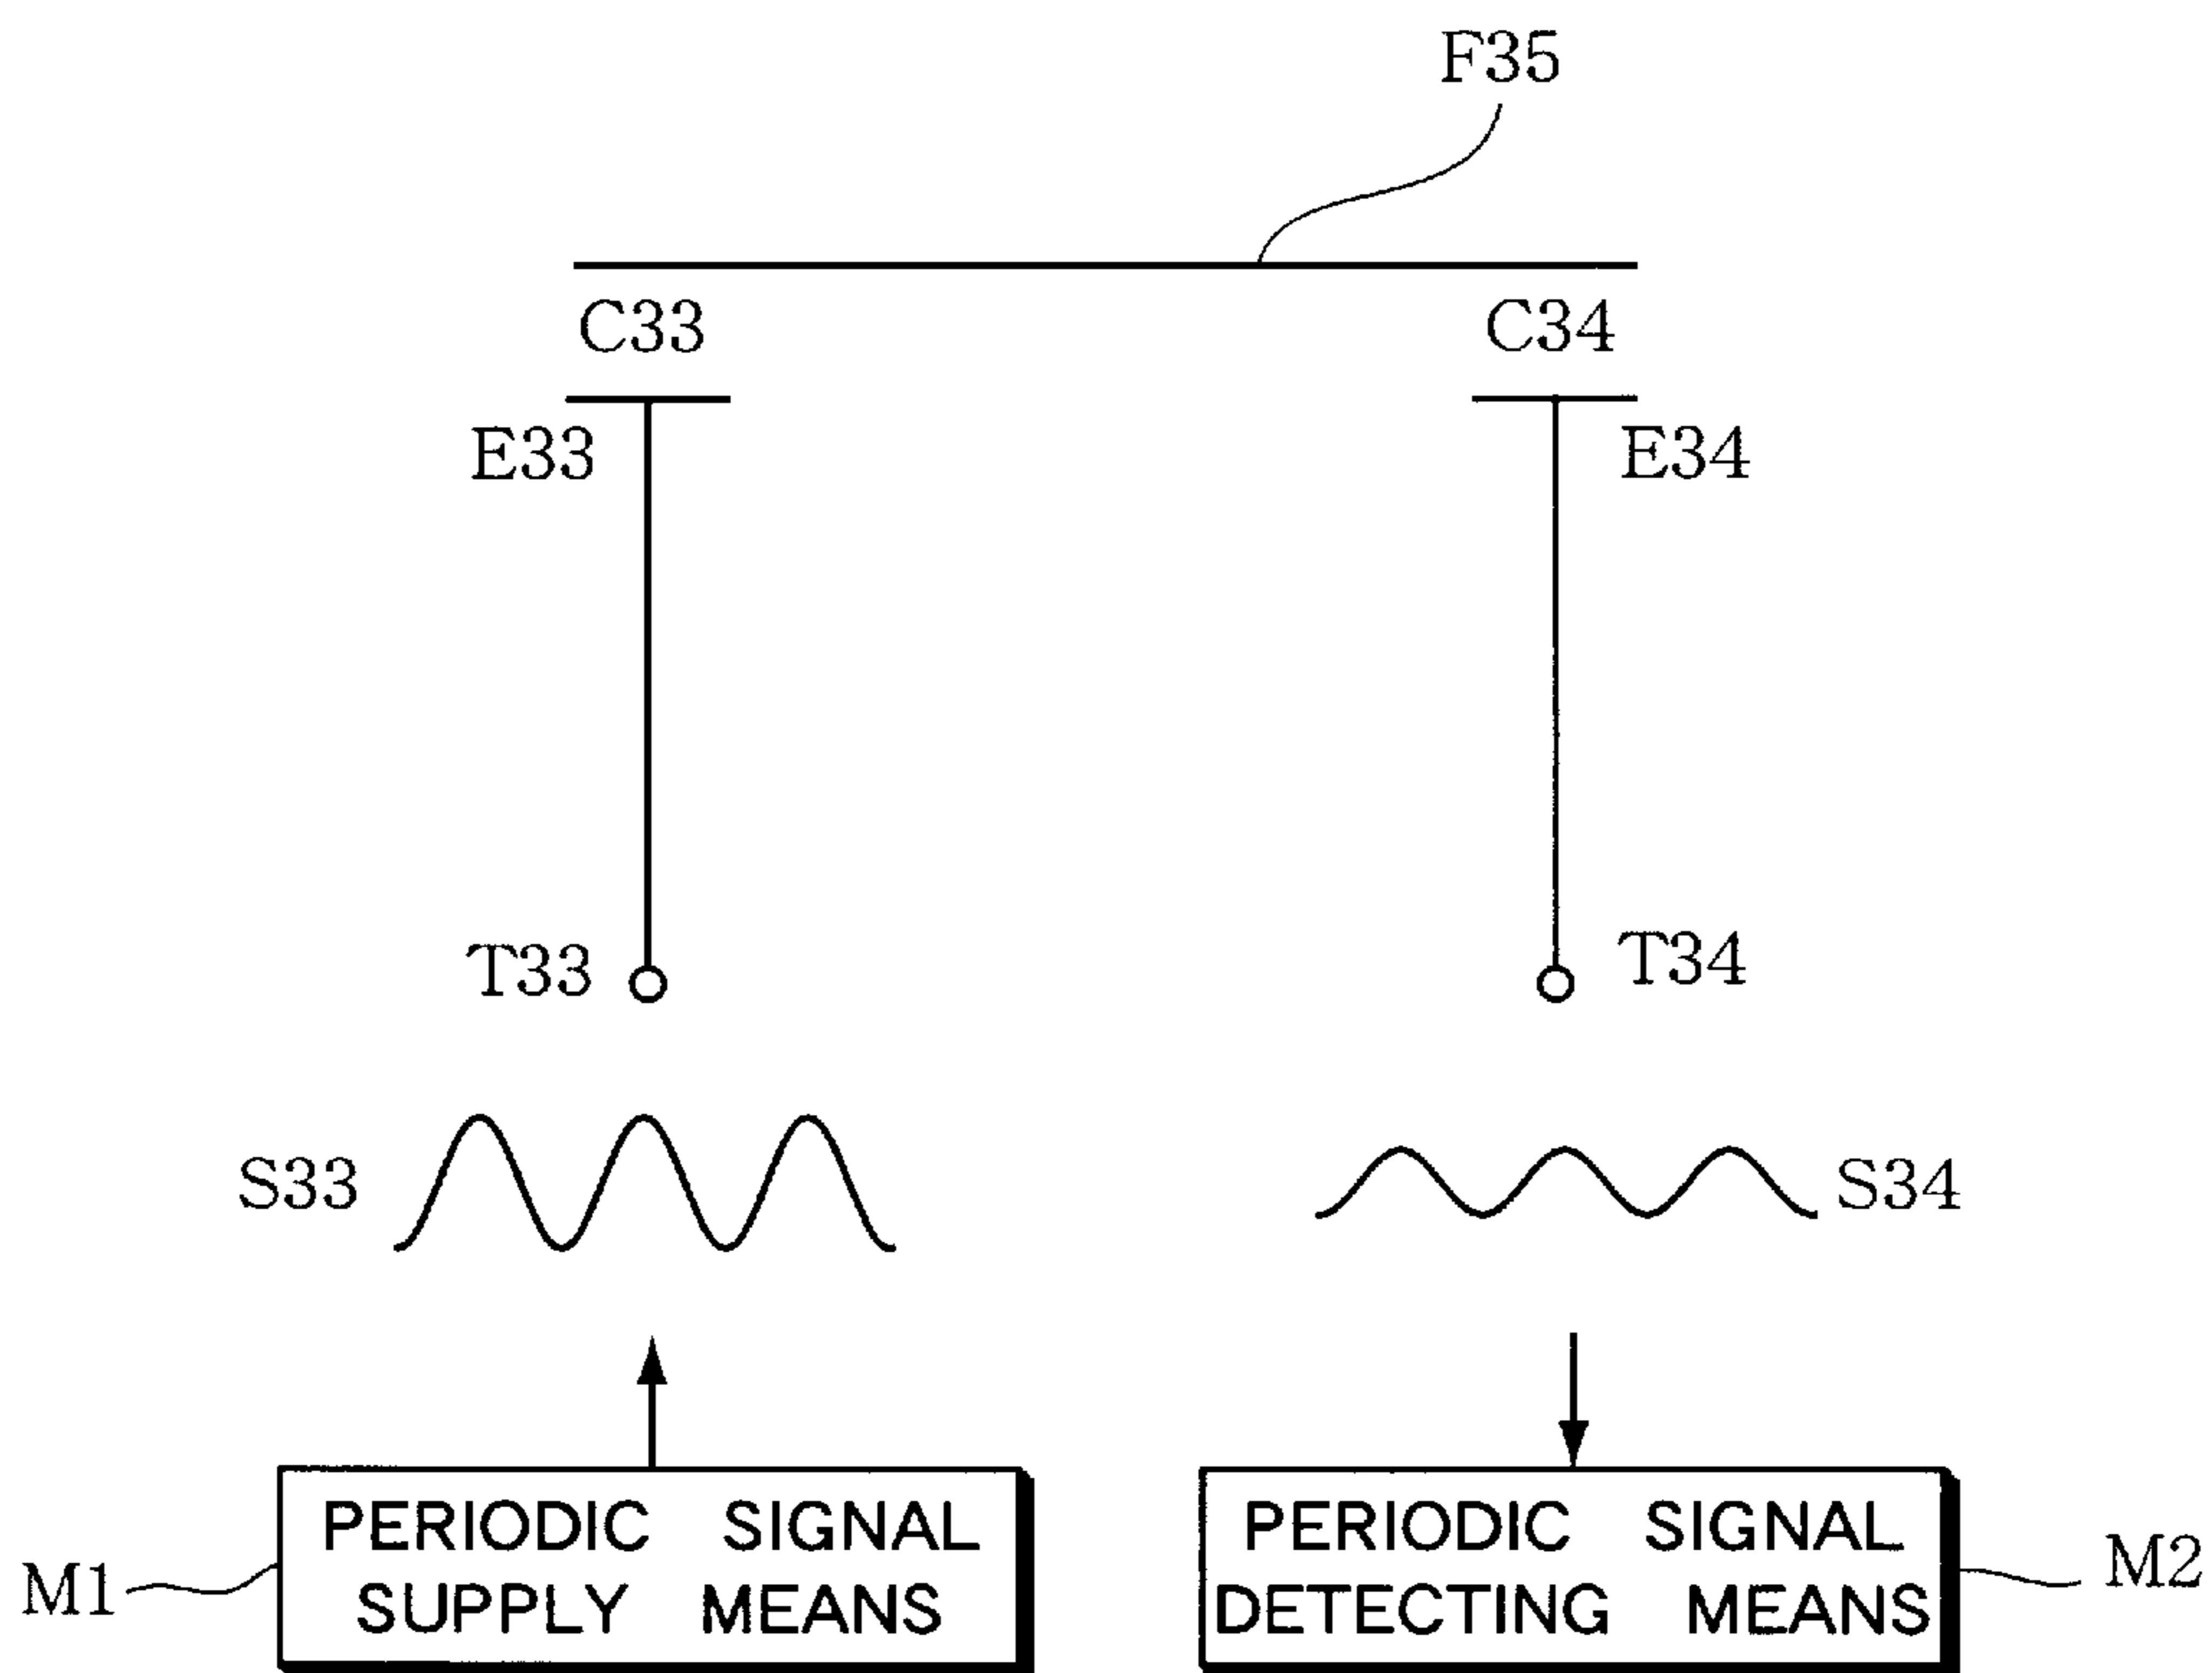 F35
C33
C34
E33
E34
T33
T34
S33
S34
PERIODIC SIGNAL
SUPPLY MEANS
M1
PERIODIC SIGNAL
DETECTING MEANS
M2